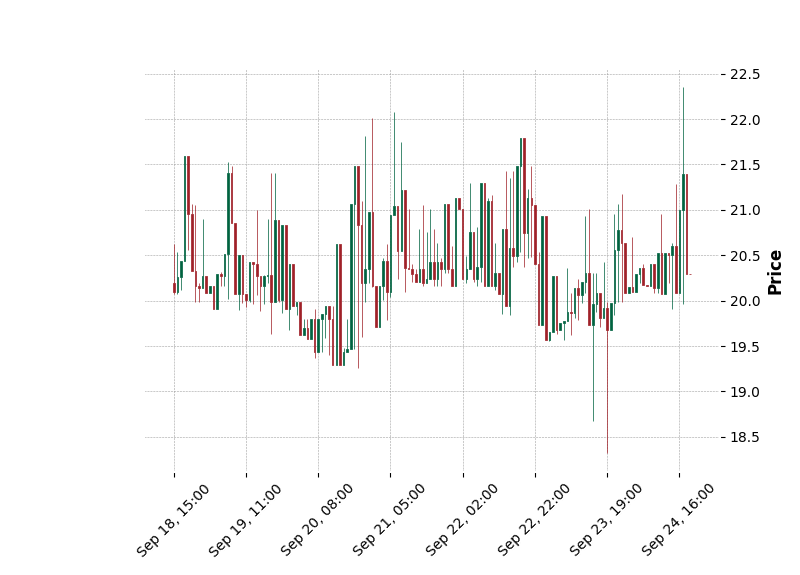 22.5
22.0
21.5
21.0
20.5
20.0
19.5
19.0
18.5
Price
Sep 18, 15:00
Sep 19, 11:00
Sep 20, 08:00
Sep 21, 05:00
Sep 22, 02:00
Sep 22, 22:00
Sep 23, 19:00
Sep 24, 16:00